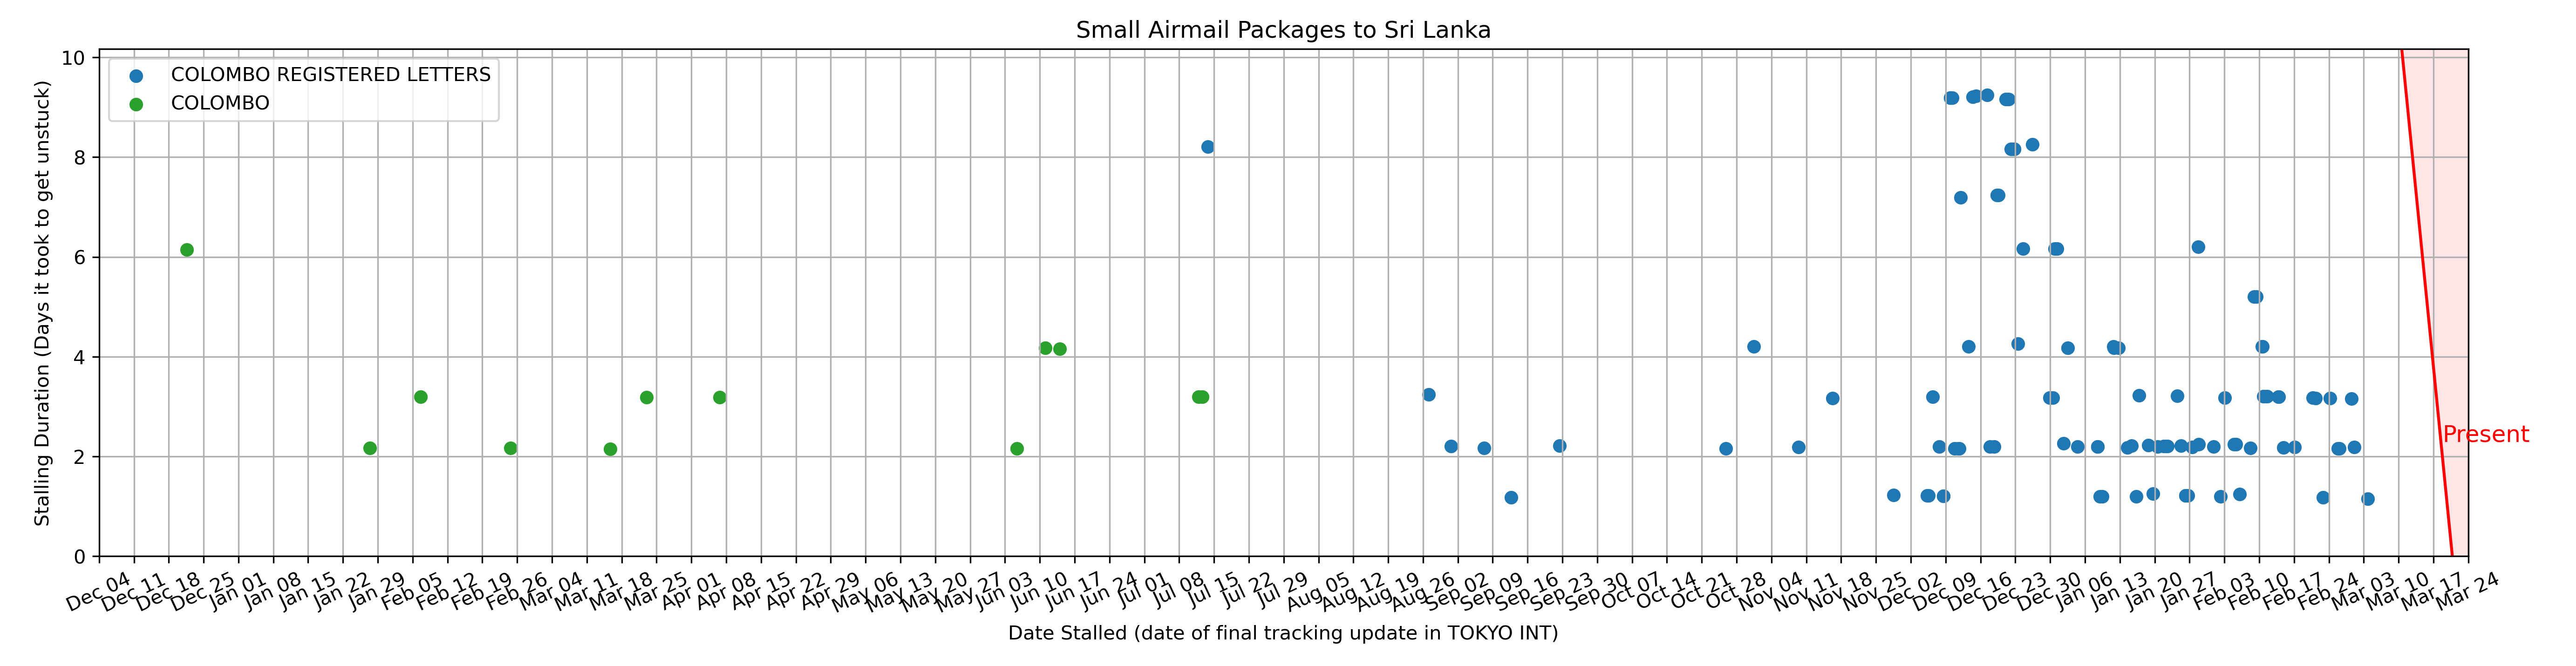 Small Airmail Packages to Sri Lanka
COLOMBO REGISTERED LETTERS
COLOMBO
Stalling Duration (Days it took to get unstuck)
10
8
6
4
2
0
Present
Dec 04
Dec 11
Dec 18
Dec 25
Jan 01
Jan 08
Jan 15
Jan 22
Jan 29
Feb 05
Feb 12
Feb 19
Feb 26
Mar 04
Mar 11
Mar 18
Mar 25
Apr 01
Apr 08
Apr 15
Apr 22
Apr 29
May 06
May 13
May 20
May 27
Jun 03
Jun 10
Jun 17
Jun 24
Jul 01
Jul 08
Jul 15
Jul 22
Jul 29
Aug 05
Aug 12
Aug 19
Aug 26
Sep 02
Sep 09
Sep 16
Sep 23
Sep 30
Oct 07
Oct 14
Oct 21
Oct 28
Nov 04
Nov 11
Nov 18
Nov 25
Dec 02
Dec 09
Dec 16
Dec 23
Dec 30
Jan 06
Jan 13
Jan 20
Jan 27
Feb 03
Feb 10
Feb 17
Feb 24
Mar 03
Mar 10
Mar 17
Mar 24
Date Stalled (date of final tracking update in TOKYO INT)